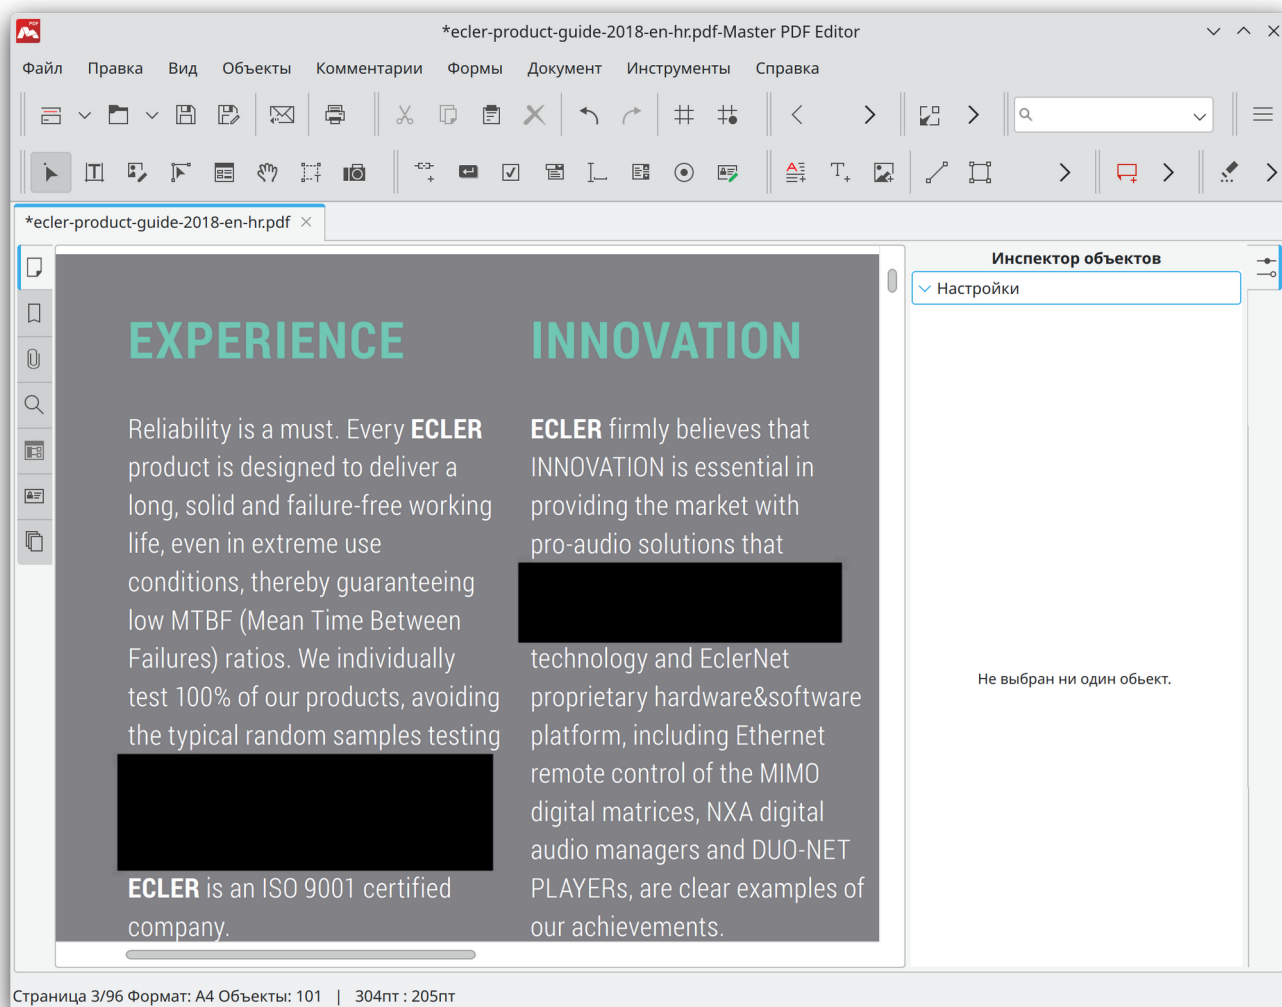 *ecler-product-guide-2018-en-hr.pdf-Master PDF Editor
Файл Правка Вид Объекты Комментарии Формы Документ Инструменты Справка
*ecler-product-guide-2018-en-hr.pdf
EXPERIENCE
Reliability is a must. Every ECLER
product is designed to deliver a
long, solid and failure-free working
life, even in extreme use
conditions, thereby guaranteeing
low MTBF (Mean Time Between
Failures) ratios. We individually
test 100% of our products, avoiding
the typical random samples testing
ECLER is an ISO 9001 certified
company.
INNOVATION
ECLER firmly believes that
INNOVATION is essential in
providing the market with
pro-audio solutions that
technology and EclerNet
proprietary hardware&software
platform, including Ethernet
remote control of the MIMO
digital matrices, NXA digital
audio managers and DUO-NET
PLAYERs, are clear examples of
our achievements.
Инспектор объектов
Настройки
Не выбран ни один обьект.
Страница 3/96 Формат: A4 Объекты: 101 | 304пт : 205пт